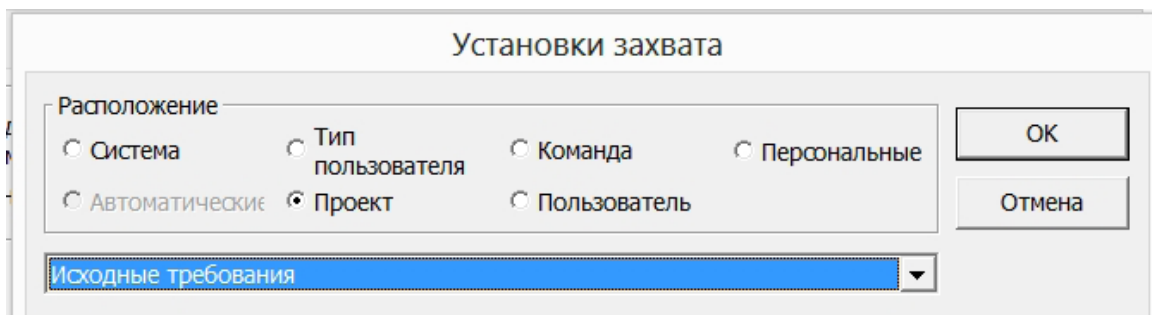 Установки захвата
Расположение
Система
Тип
пользователя
Команда
Персональные
Автоматические
Проект
Пользователь
OK
Отмена
Исходные требования